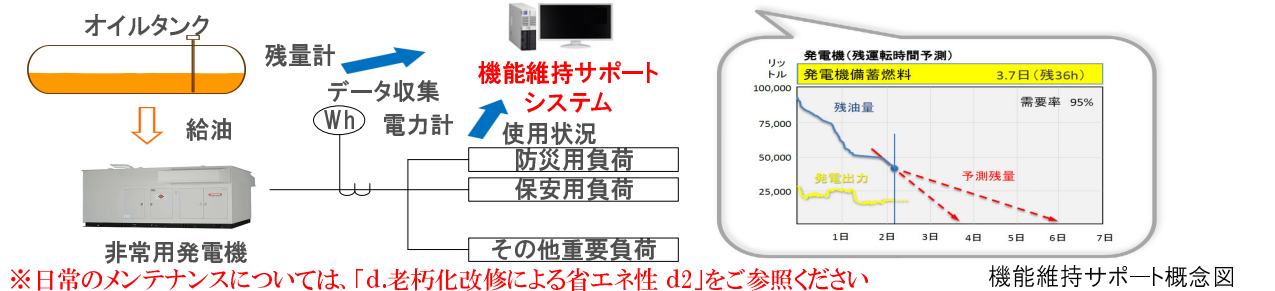 オイルタンク
残量計
データ収集
給油
Wh
電力計
非常用発電機
機能維持サポート
システム
使用状況
防災用負荷
保安用負荷
その他重要負荷
発電機(残運転時間予測)
リットル
発電機備蓄燃料 3.7日(残36h)
100,000
75,000
50,000
25,000
需要率 95%
残油量
発電出力
予測残量
1日 2日 3日 4日 5日 6日 7日
※日常のメンテナンスについては、「d.老朽化改修による省エネ性 d2」をご参照ください
機能維持サポート概念図